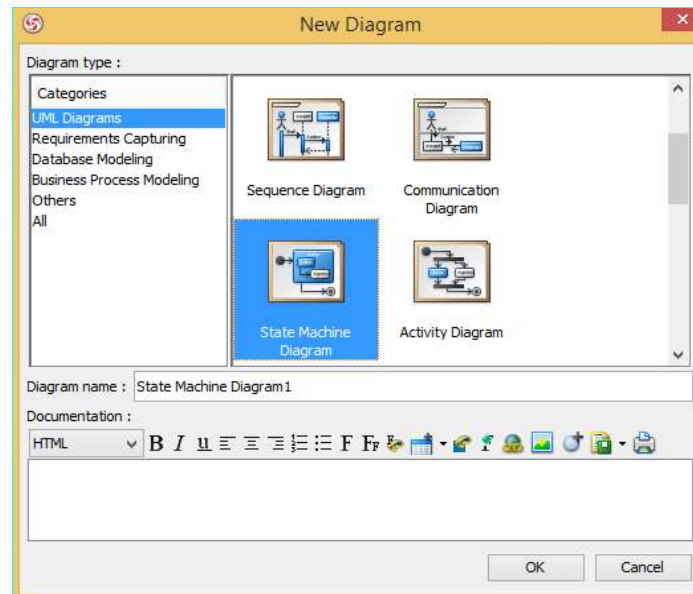 New Diagram
Diagram type :
Categories
UML Diagrams
Requirements Capturing
Database Modeling
Business Process Modeling
Others
All
Sequence Diagram
Communication
Diagram
State Machine
Diagram
Activity Diagram
Diagram name : State Machine Diagram1
Documentation :
HTML B I u F FF
OK Cancel